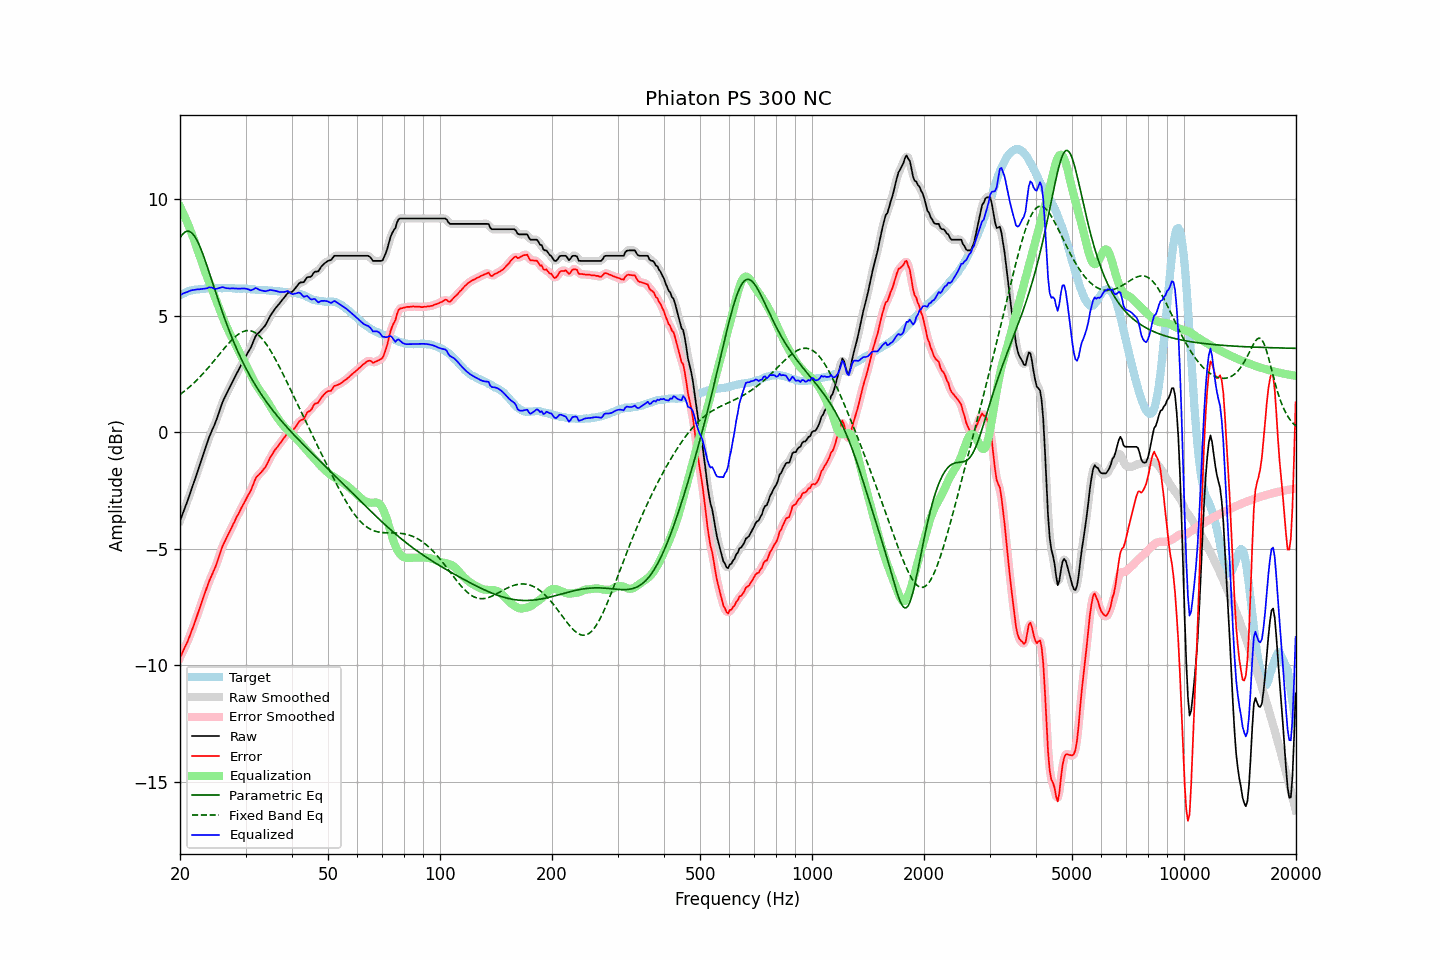 Phiaton PS 300 NC
Amplitude (dBr)
10
5
0
−5
−10
−15
Target
Raw Smoothed
Error Smoothed
Raw
Error
Equalization
Parametric Eq
Fixed Band Eq
Equalized
20 50 100 200 500 1000 2000 5000 10000 20000
Frequency (Hz)